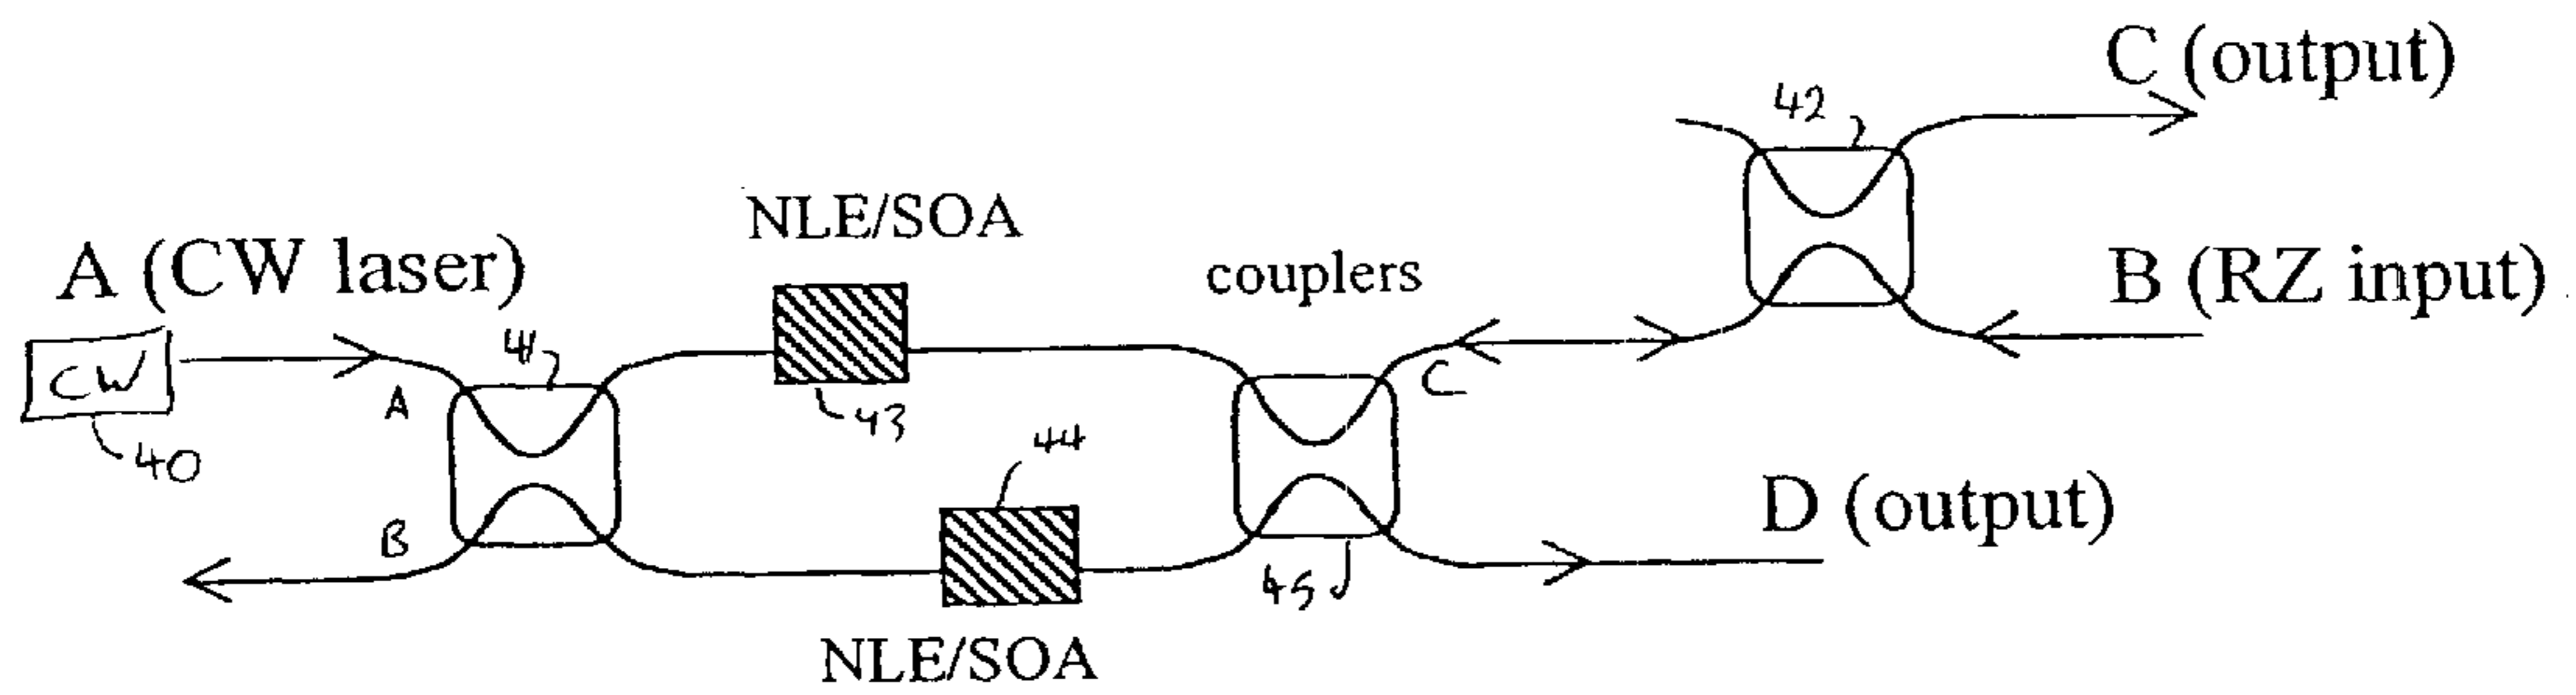 C (output)
42
NLE/SOA
A (CW laser)
couplers
B (RZ input)
CW
41
A
C
43
40
44
D (output)
B
45
NLE/SOA